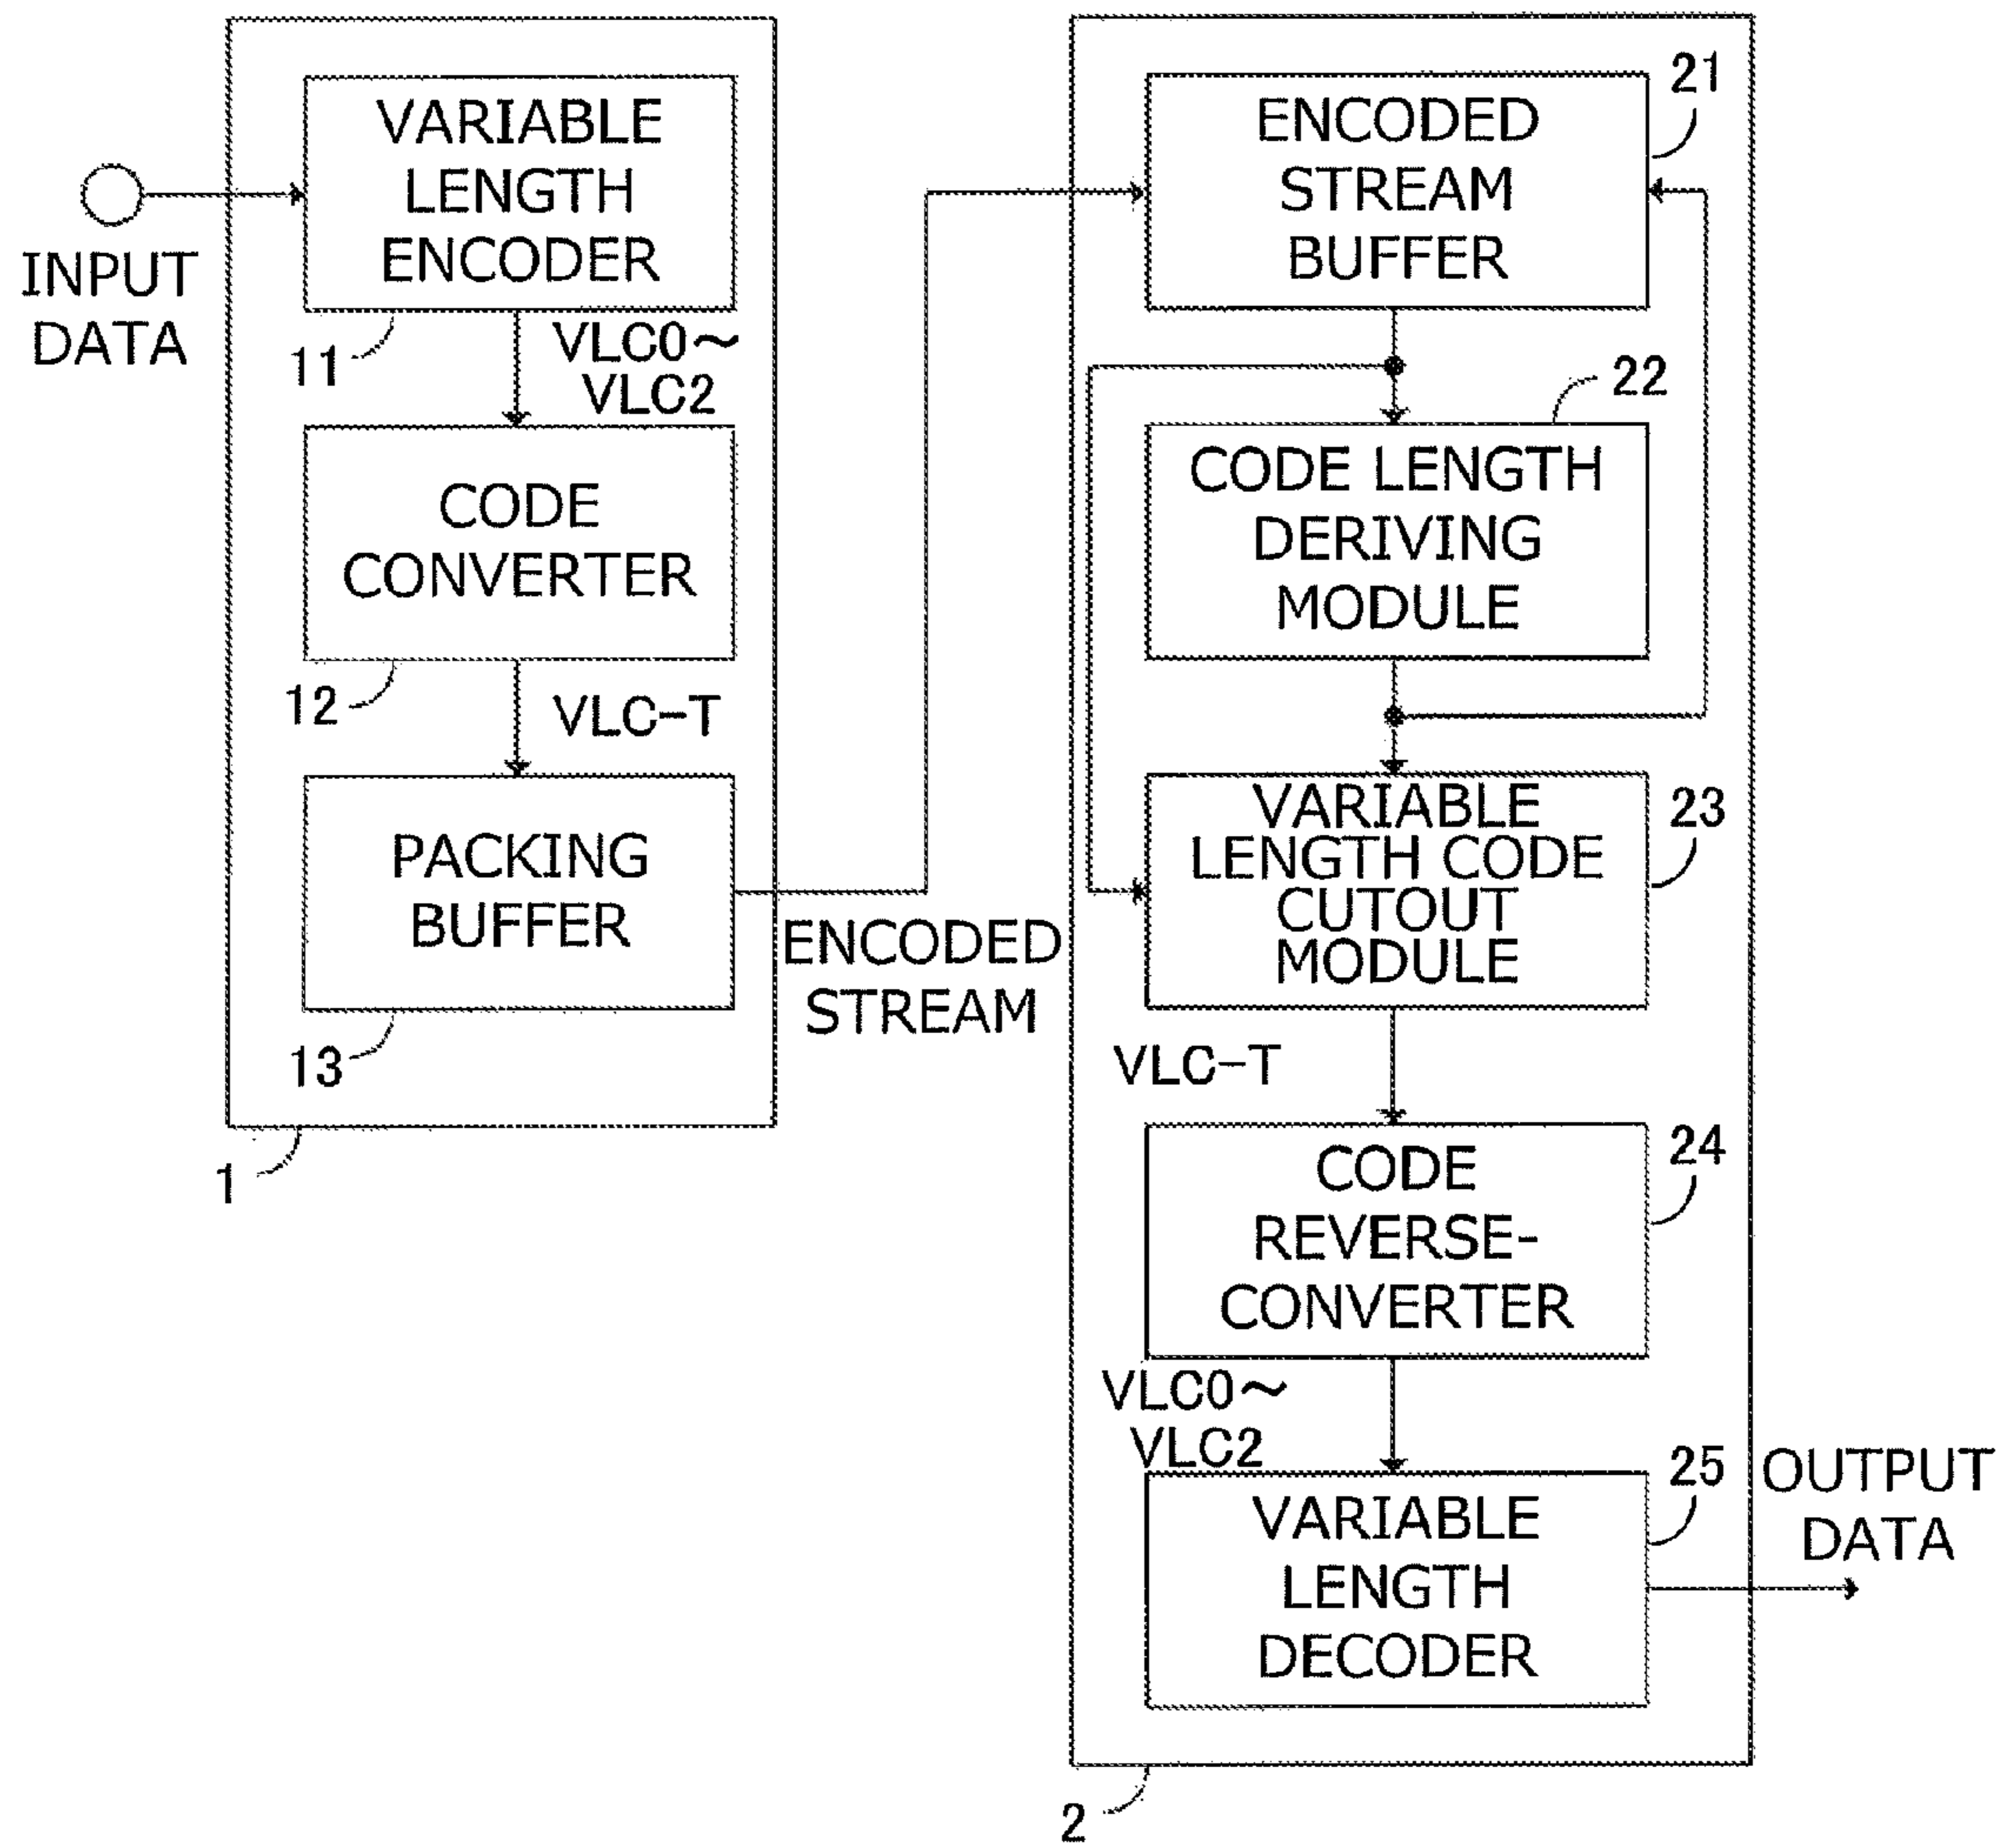 INPUT
DATA
VARIABLE
LENGTH
ENCODER
11
VLC0～
VLC2
CODE
CONVERTER
12
VLC-T
PACKING
BUFFER
13
1
ENCODED
STREAM
ENCODED
STREAM
BUFFER
21
22
CODE LENGTH
DERIVING
MODULE
VARIABLE
LENGTH CODE
CUTOUT
MODULE
23
VLC-T
CODE
REVERSE-
CONVERTER
24
VLC0～
VLC2
VARIABLE
LENGTH
DECODER
25
OUTPUT
DATA
2